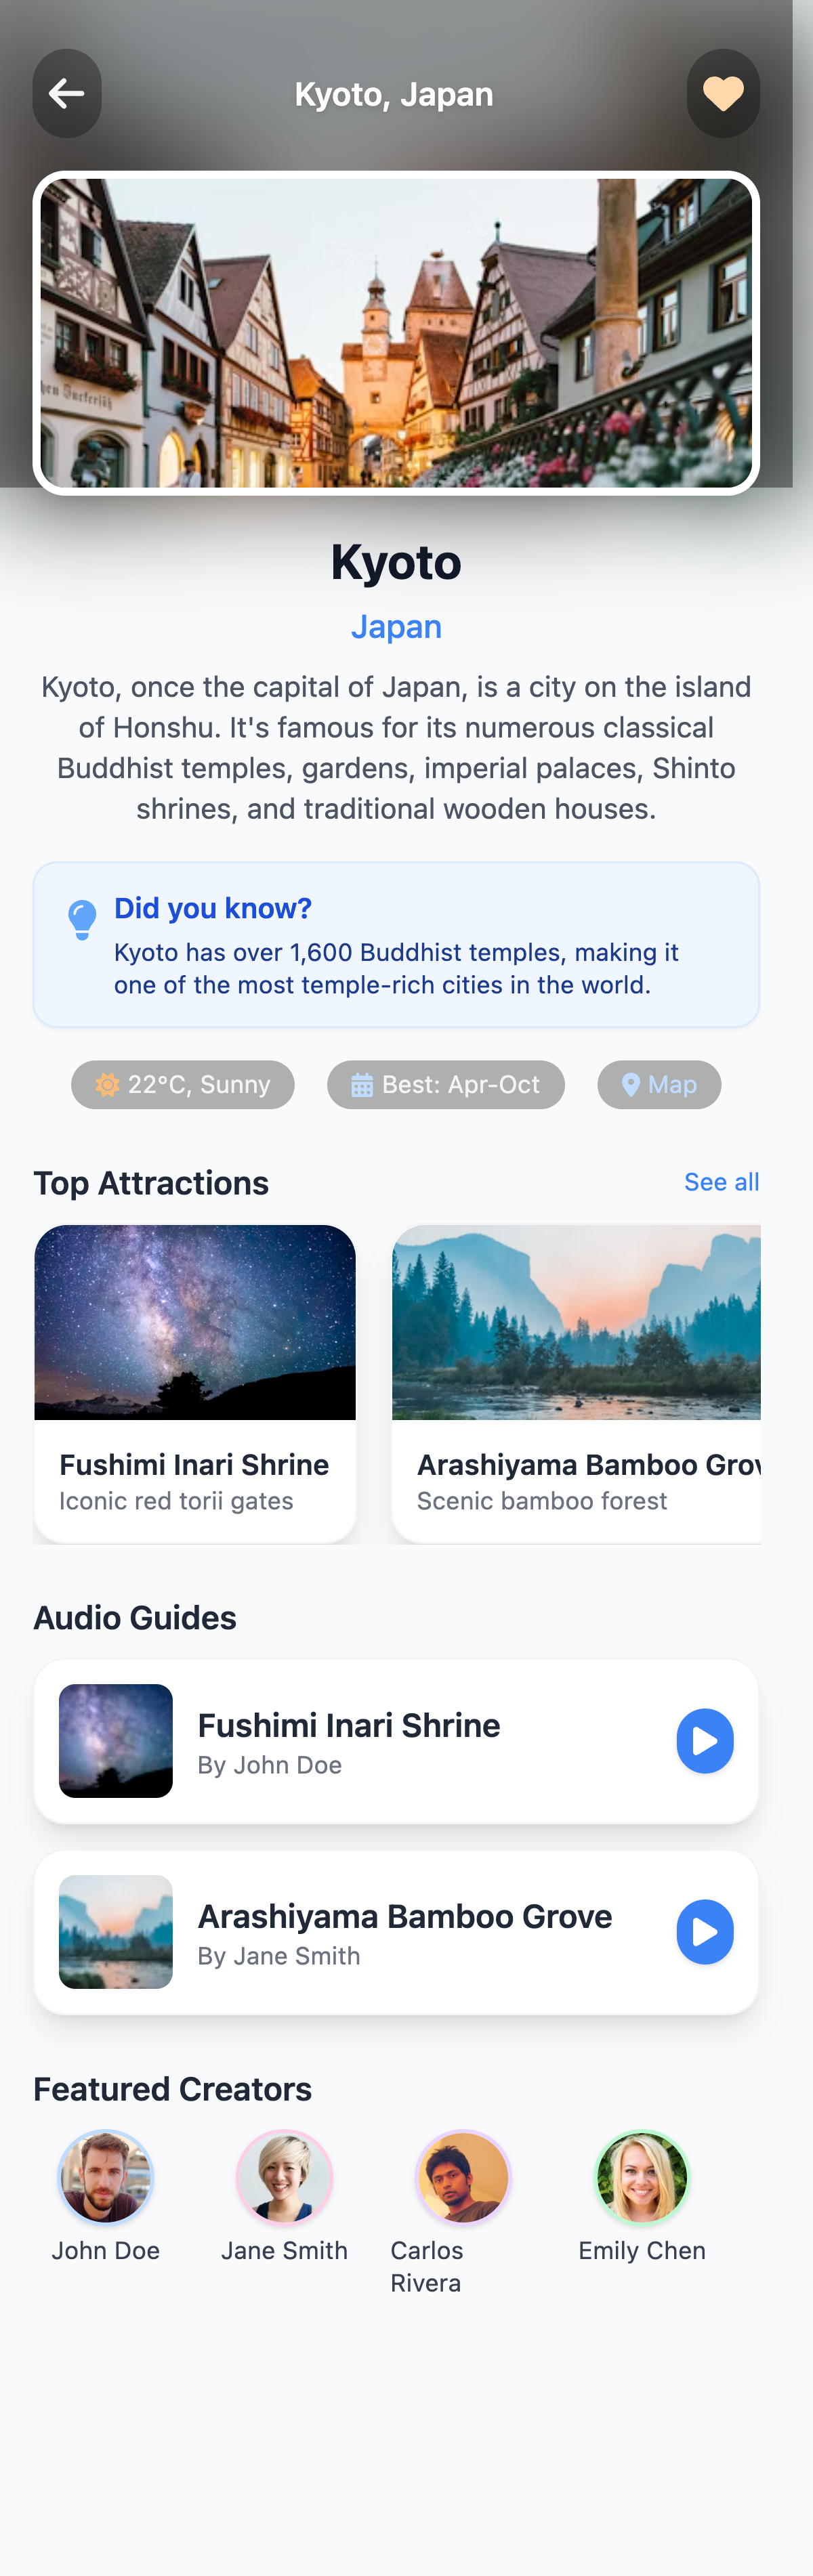 Kyoto, Japan
Kyoto
Japan
Kyoto, once the capital of Japan, is a city on the island
of Honshu. It's famous for its numerous classical
Buddhist temples, gardens, imperial palaces, Shinto
shrines, and traditional wooden houses.
Did you know?
Kyoto has over 1,600 Buddhist temples, making it
one of the most temple-rich cities in the world.
22°C, Sunny
Best: Apr-Oct
Map
Top Attractions
See all
Fushimi Inari Shrine
Iconic red torii gates
Arashiyama Bamboo Grov
Scenic bamboo forest
Audio Guides
Fushimi Inari Shrine
By John Doe
Arashiyama Bamboo Grove
By Jane Smith
Featured Creators
John Doe
Jane Smith
Carlos
Rivera
Emily Chen